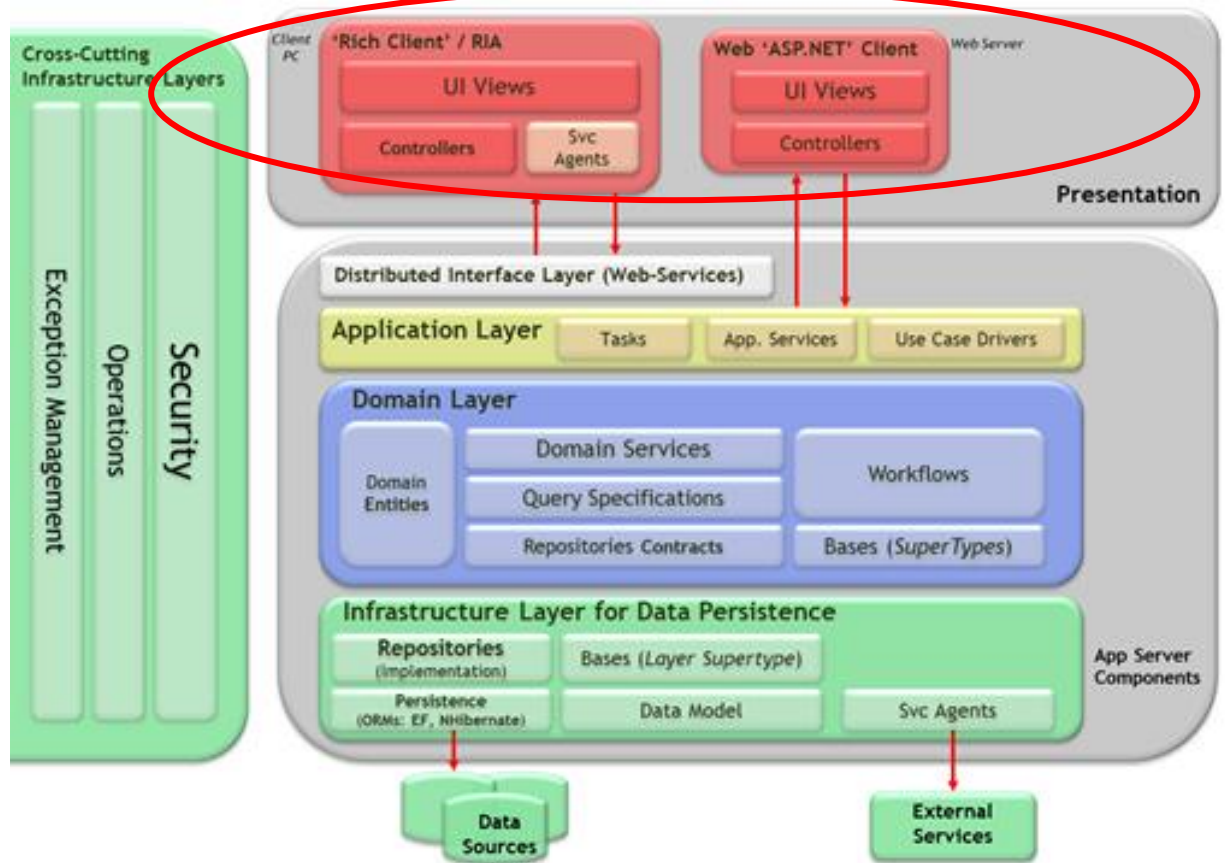 Cross-Cutting
Infrastructure Layers
Exception Management
Operations
Security
Client
PC
'Rich Client' / RIA
UI Views
Controllers
Svc
Agents
Web 'ASP.NET' Client
UI Views
Controllers
Web Server
Presentation
Distributed Interface Layer (Web-Services)
Application Layer
Tasks
App. Services
Use Case Drivers
Domain Layer
Domain
Entities
Domain Services
Query Specifications
Repositories Contracts
Workflows
Bases (SuperTypes)
Infrastructure Layer for Data Persistence
Repositories
(Implementation)
Bases (Layer Supertype)
Persistence
(ORMs: EF, NHibernate)
Data Model
Svc Agents
App Server
Components
Data
Sources
External
Services